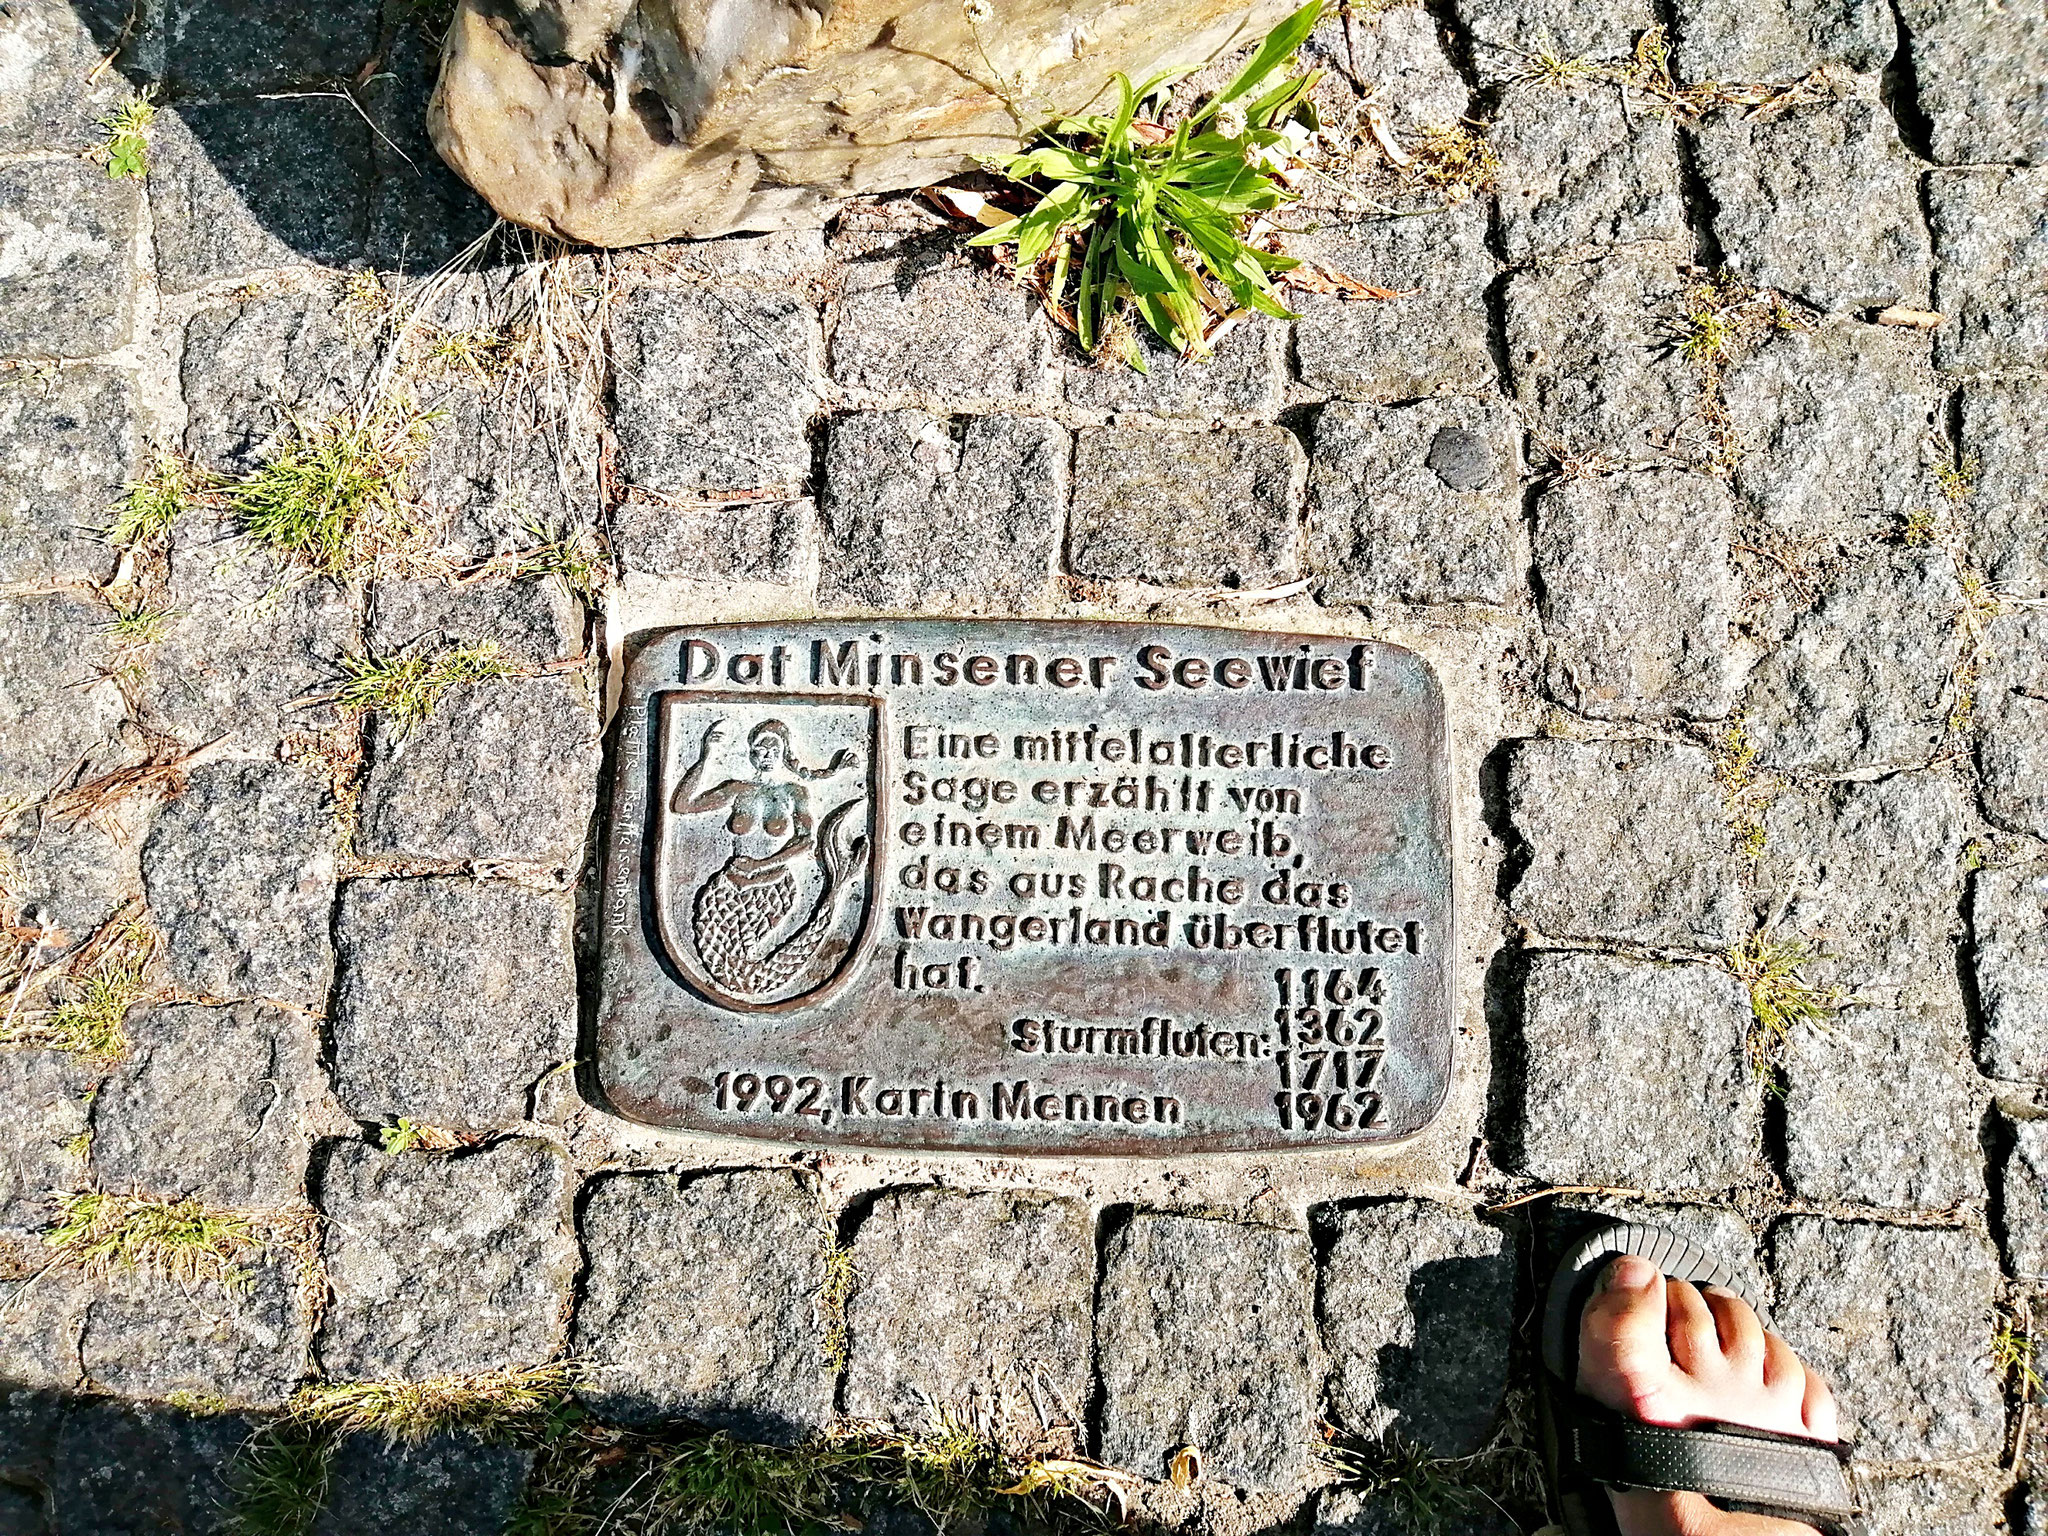 Dat Minsener Seewief
Eine mittelalterliche
Sage erzählt von
einem Meerweib,
das aus Rache das
Wangerland überflutet
hat.
Sturmfluten:
1164
1362
1717
1962
1992, Karin Mennen